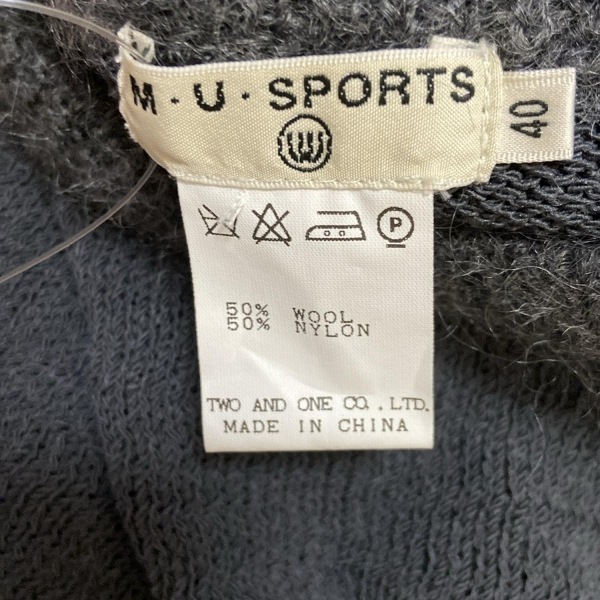 M · U · SPORTS
40
P
50% WOOL
50% NYLON
TWO AND ONE CO., LTD.
MADE IN CHINA